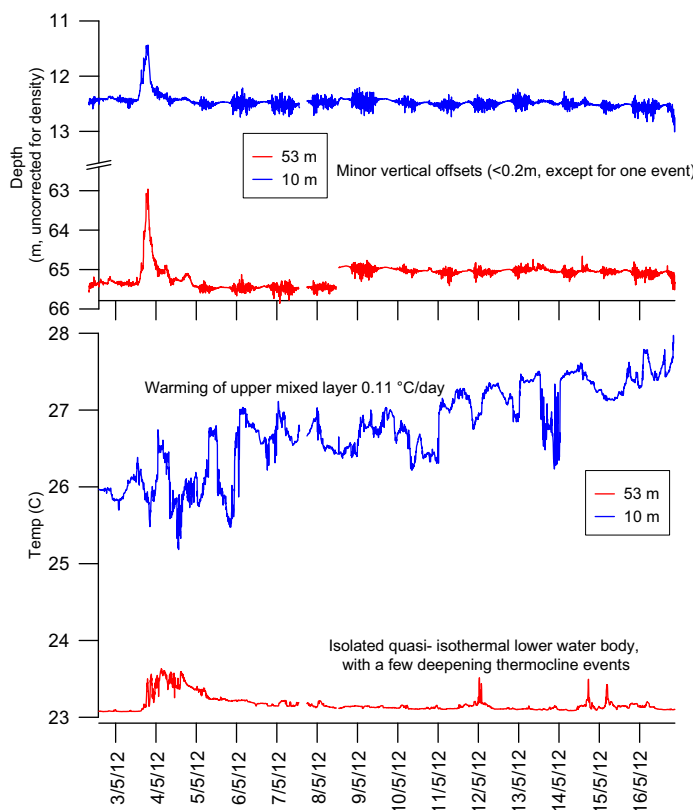 11
12
13
63
64
65
66
Depth
(m, uncorrected for density)
53 m
10 m
Minor vertical offsets (<0.2m, except for one event)
28
27
26
25
24
23
Temp (C)
Warming of upper mixed layer 0.11 °C/day
53 m
10 m
Isolated quasi- isothermal lower water body,
with a few deepening thermocline events
3/5/12
4/5/12
5/5/12
6/5/12
7/5/12
8/5/12
9/5/12
10/5/12
11/5/12
12/5/12
13/5/12
14/5/12
15/5/12
16/5/12